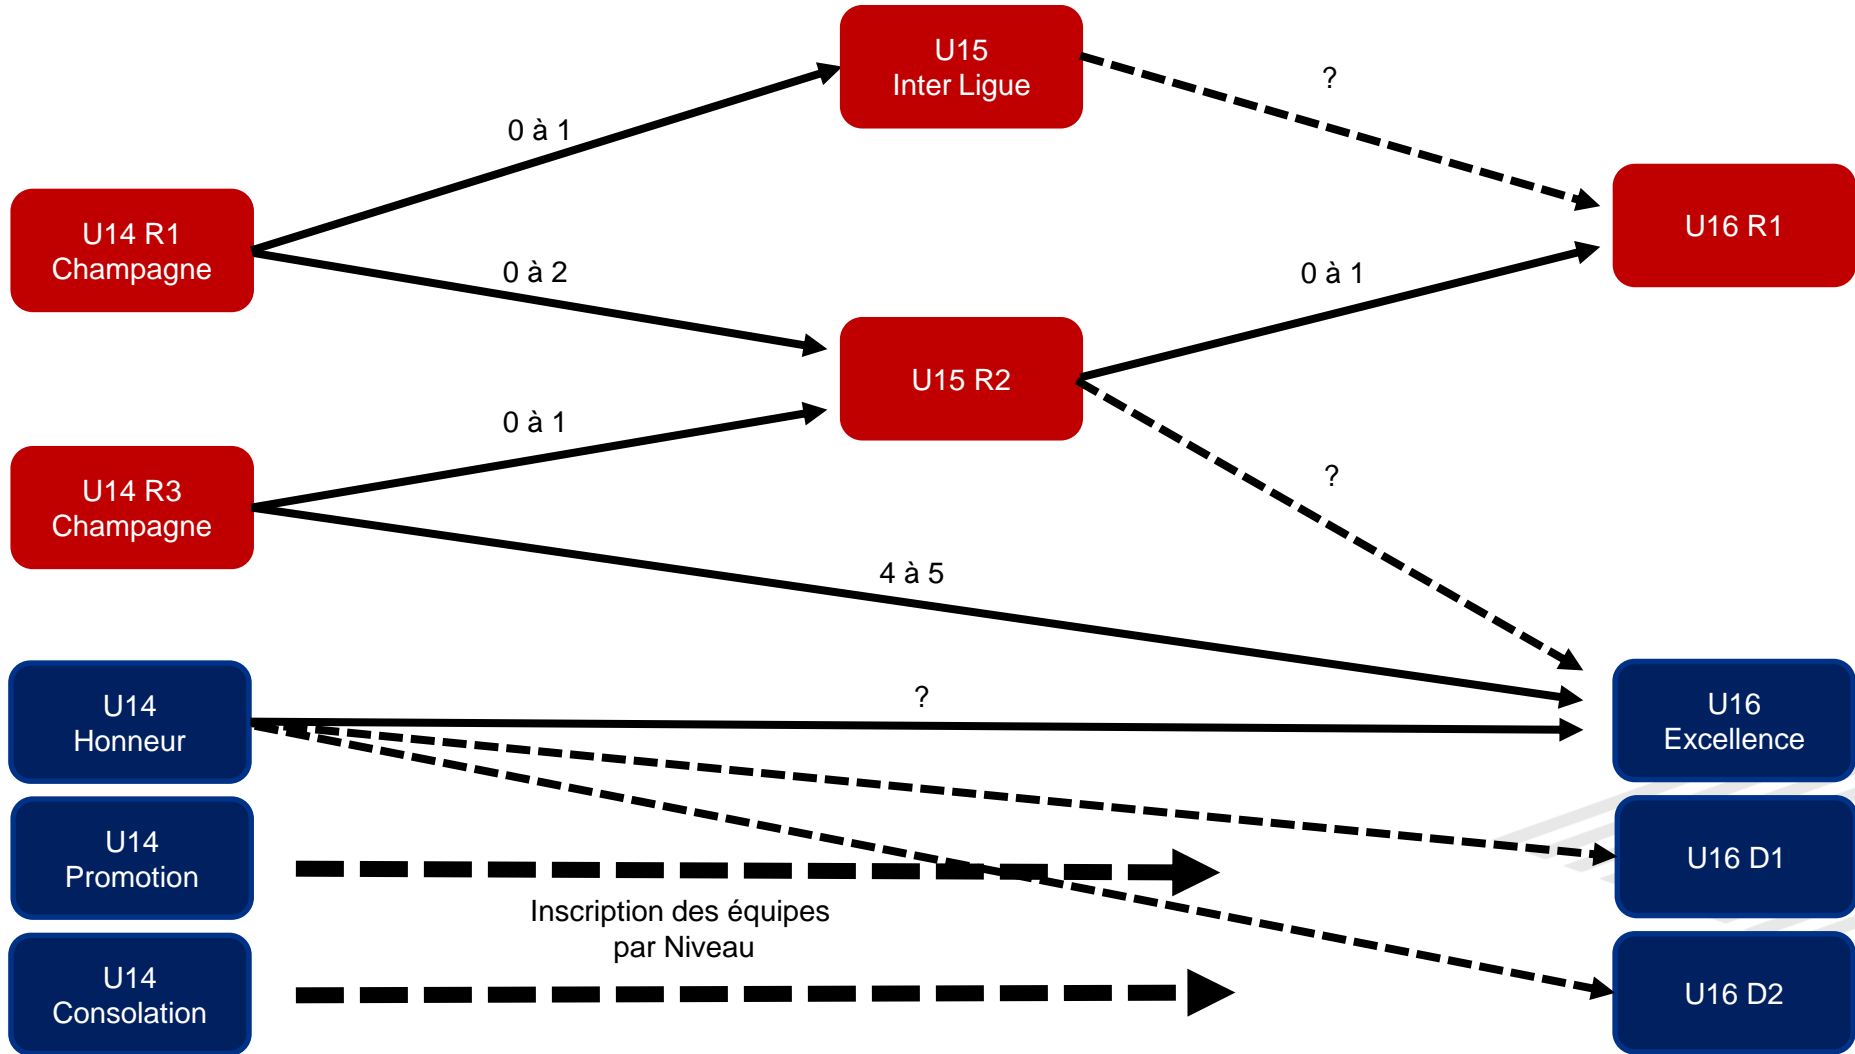 U15
Inter Ligue
?
0 à 1
U14 R1
Champagne
U16 R1
0 à 2
0 à 1
U15 R2
0 à 1
U14 R3
Champagne
?
4 à 5
U14
Honneur
?
U16
Excellence
U14
Promotion
U16 D1
Inscription des équipes
par Niveau
U14
Consolation
U16 D2